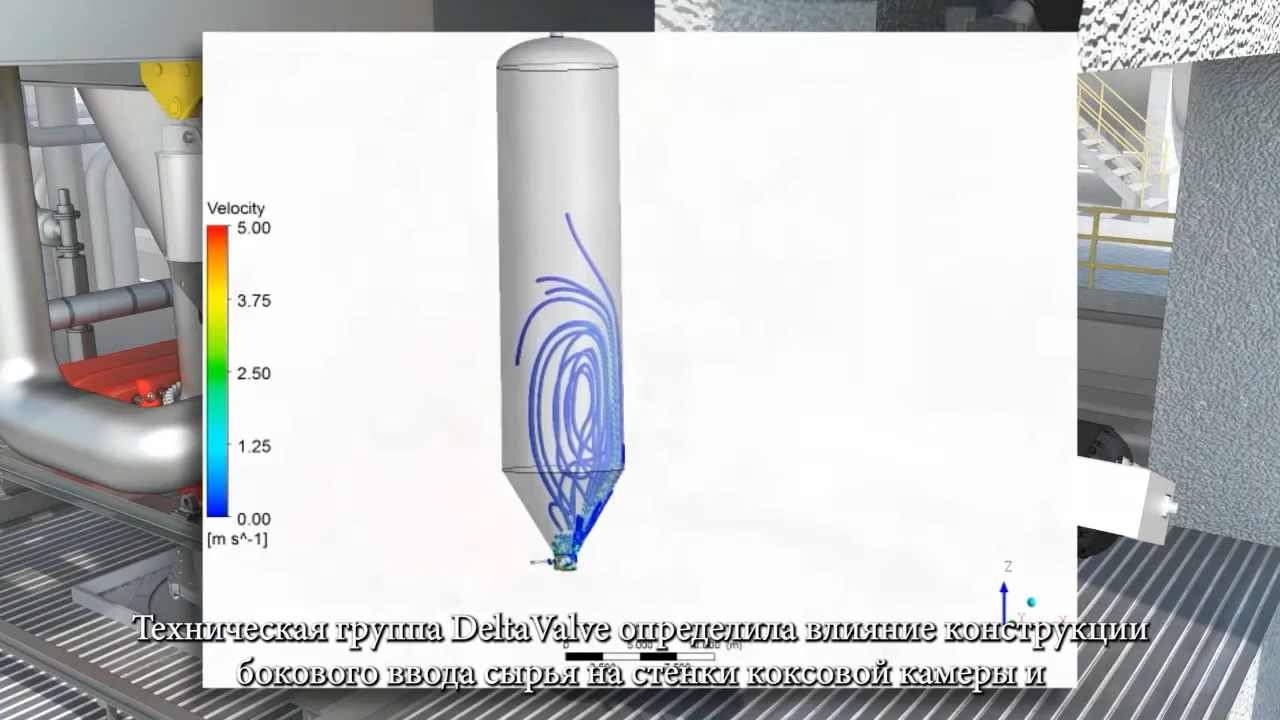 Velocity
5.00
3.75
2.50
1.25
0.00
[m s^-1]
Z
Техническая группа DeltaValve определила влияние конструкции
бокового ввода сырья на стенки коксовой камеры и